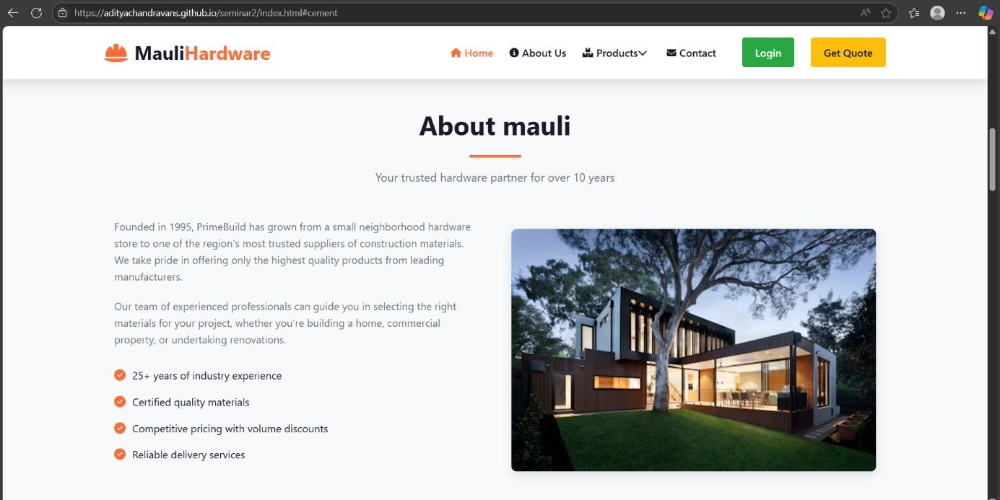 https://adityachandravans.github.io/seminar2/index.html#cement
MauliHardware
Home
About Us
Products
Contact
Login
Get Quote
About mauli
Your trusted hardware partner for over 10 years
Founded in 1995, PrimeBuild has grown from a small neighborhood hardware
store to one of the region's most trusted suppliers of construction materials.
We take pride in offering only the highest quality products from leading
manufacturers.
Our team of experienced professionals can guide you in selecting the right
materials for your project, whether you're building a home, commercial
property, or undertaking renovations.
25+ years of industry experience
Certified quality materials
Competitive pricing with volume discounts
Reliable delivery services